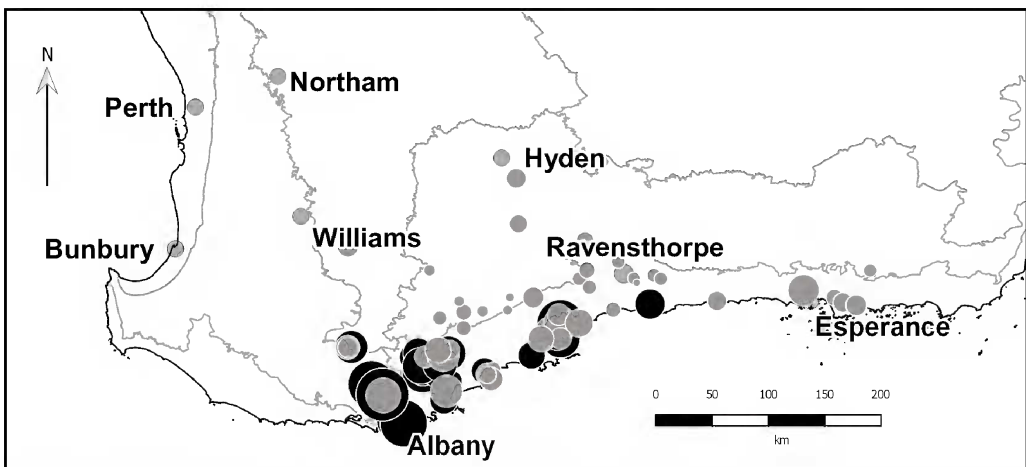 N
Northam
Perth
Hyden
Williams
Bunbury
Ravensthorpe
Esperance
0 50 100 150 200
km
Albany